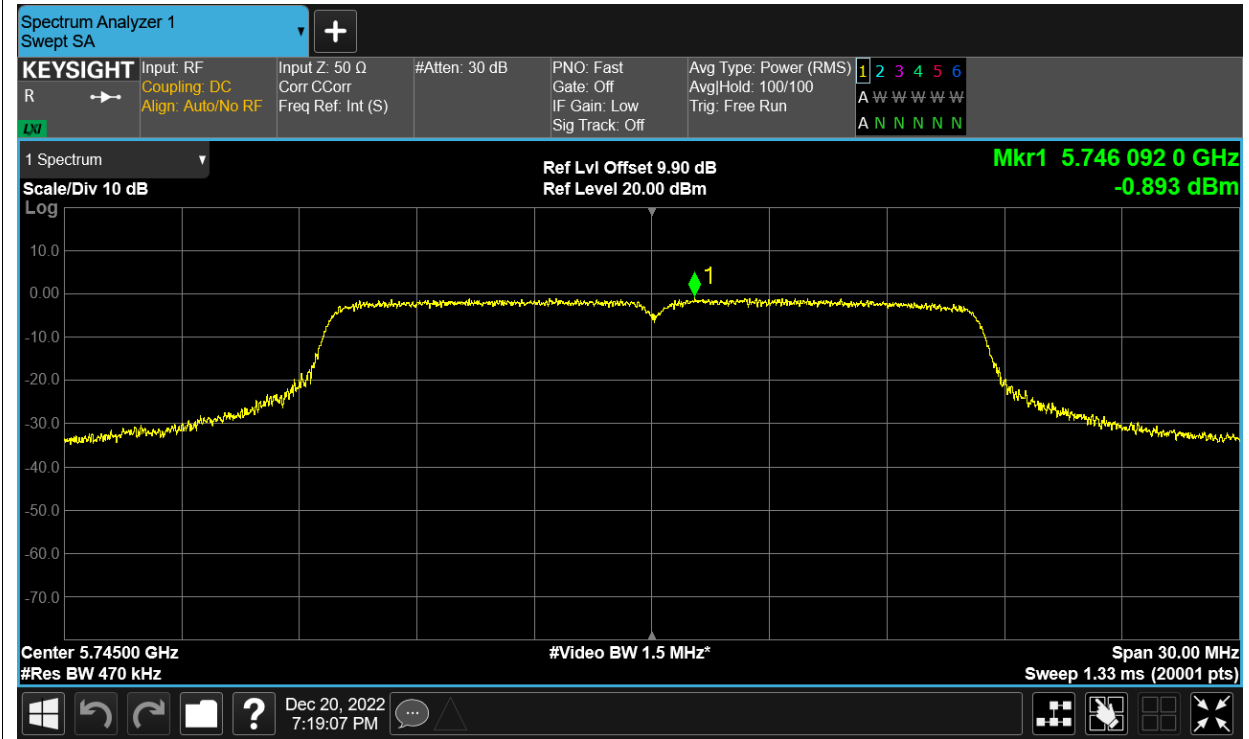 Spectrum Analyzer 1
Swept SA
KEYSIGHT
R
LXI
Input: RF
Coupling: DC
Align: Auto/No RF
Input Z: 50 Ω
Corr CCorr
Freq Ref: Int (S)
#Atten: 30 dB
PNO: Fast
Gate: Off
IF Gain: Low
Sig Track: Off
Avg Type: Power (RMS)
Avg|Hold: 100/100
Trig: Free Run
1 2 3 4 5 6
A W W W W W
A N N N N N
1 Spectrum
Scale/Div 10 dB
Ref Lvl Offset 9.90 dB
Ref Level 20.00 dBm
Mkr1 5.746 092 0 GHz
-0.893 dBm
Log
10.0
0.00
-10.0
-20.0
-30.0
-40.0
-50.0
-60.0
-70.0
1
Center 5.74500 GHz
#Video BW 1.5 MHz*
Span 30.00 MHz
#Res BW 470 kHz
Sweep 1.33 ms (20001 pts)
?
Dec 20, 2022
7:19:07 PM